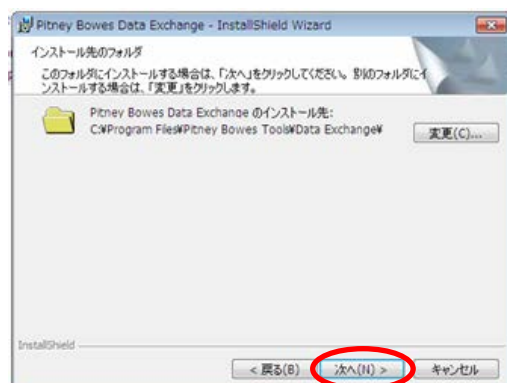 Pitney Bowes Data Exchange - InstallShield Wizard
インストール先のフォルダ
このフォルダにインストールする場合は、「次へ」をクリックしてください。別のフォルダにイ
ンストールする場合は、「変更」をクリックします。
Pitney Bowes Data Exchange のインストール先:
C:¥Program Files¥Pitney Bowes Tools¥Data Exchange¥
変更(C)...
InstallShield
< 戻る(B)
次へ(N) >
キャンセル